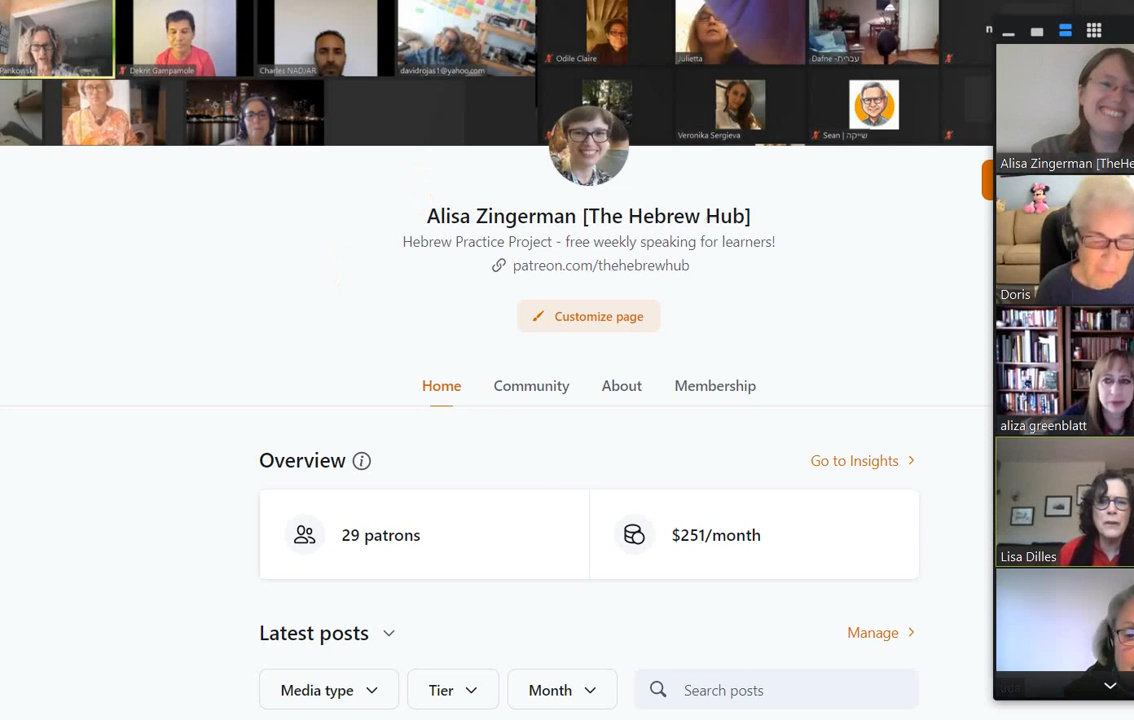 Pankowski
Dekrit Gampamole
Charles NADJAR
davidrojas1@yahoo.com
Odile Claire
Julietta
Dafne -עברית
Veronika Sergieva
Sean | שייקה
Alisa Zingerman [The Hebrew Hub]
Hebrew Practice Project - free weekly speaking for learners!
patreon.com/thehebrewhub
Customize page
Home
Community
About
Membership
Overview
Go to Insights
29 patrons
$251/month
Latest posts
Manage
Media type
Tier
Month
Search posts
Alisa Zingerman [TheHe
Doris
aliza greenblatt
Lisa Dilles